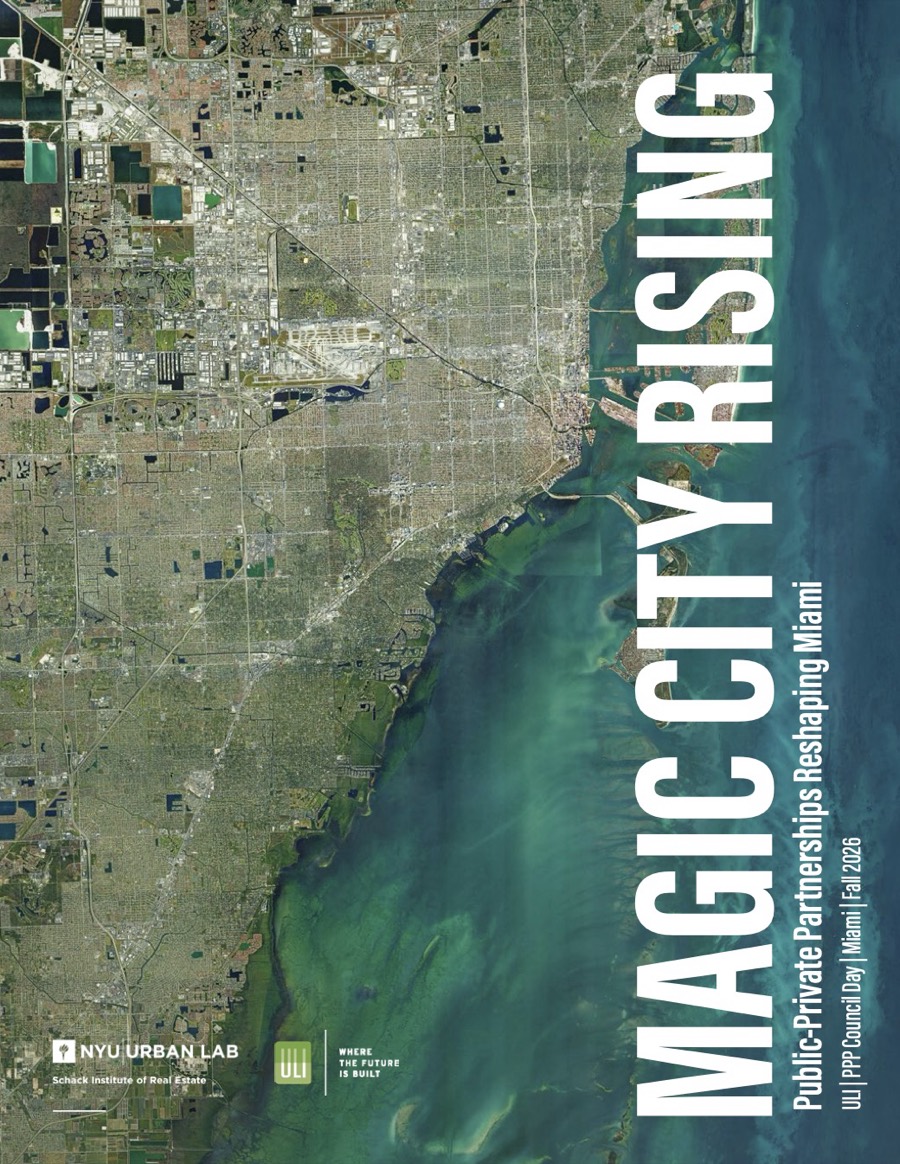 MAGIC CITY RISING
Public-Private Partnerships Reshaping Miami
ULI | PPP Council Day | Miami | Fall 2026
NYU URBAN LAB
Schack Institute of Real Estate
ULI
WHERE
THE FUTURE
IS BUILT